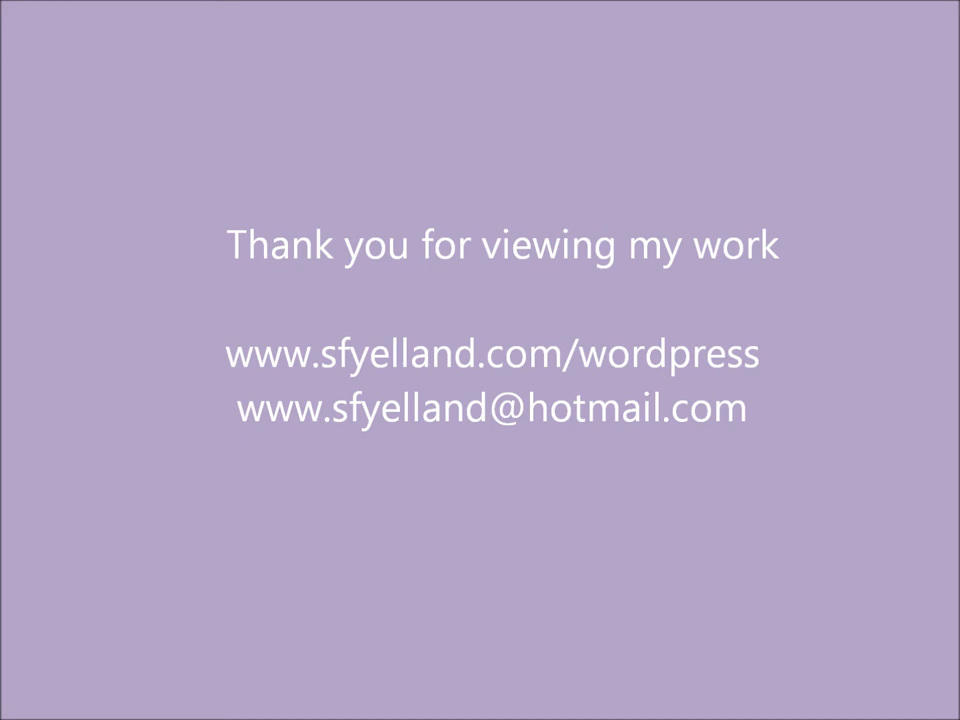 Thank you for viewing my work
www.sfyelland.com/wordpress
www.sfyelland@hotmail.com